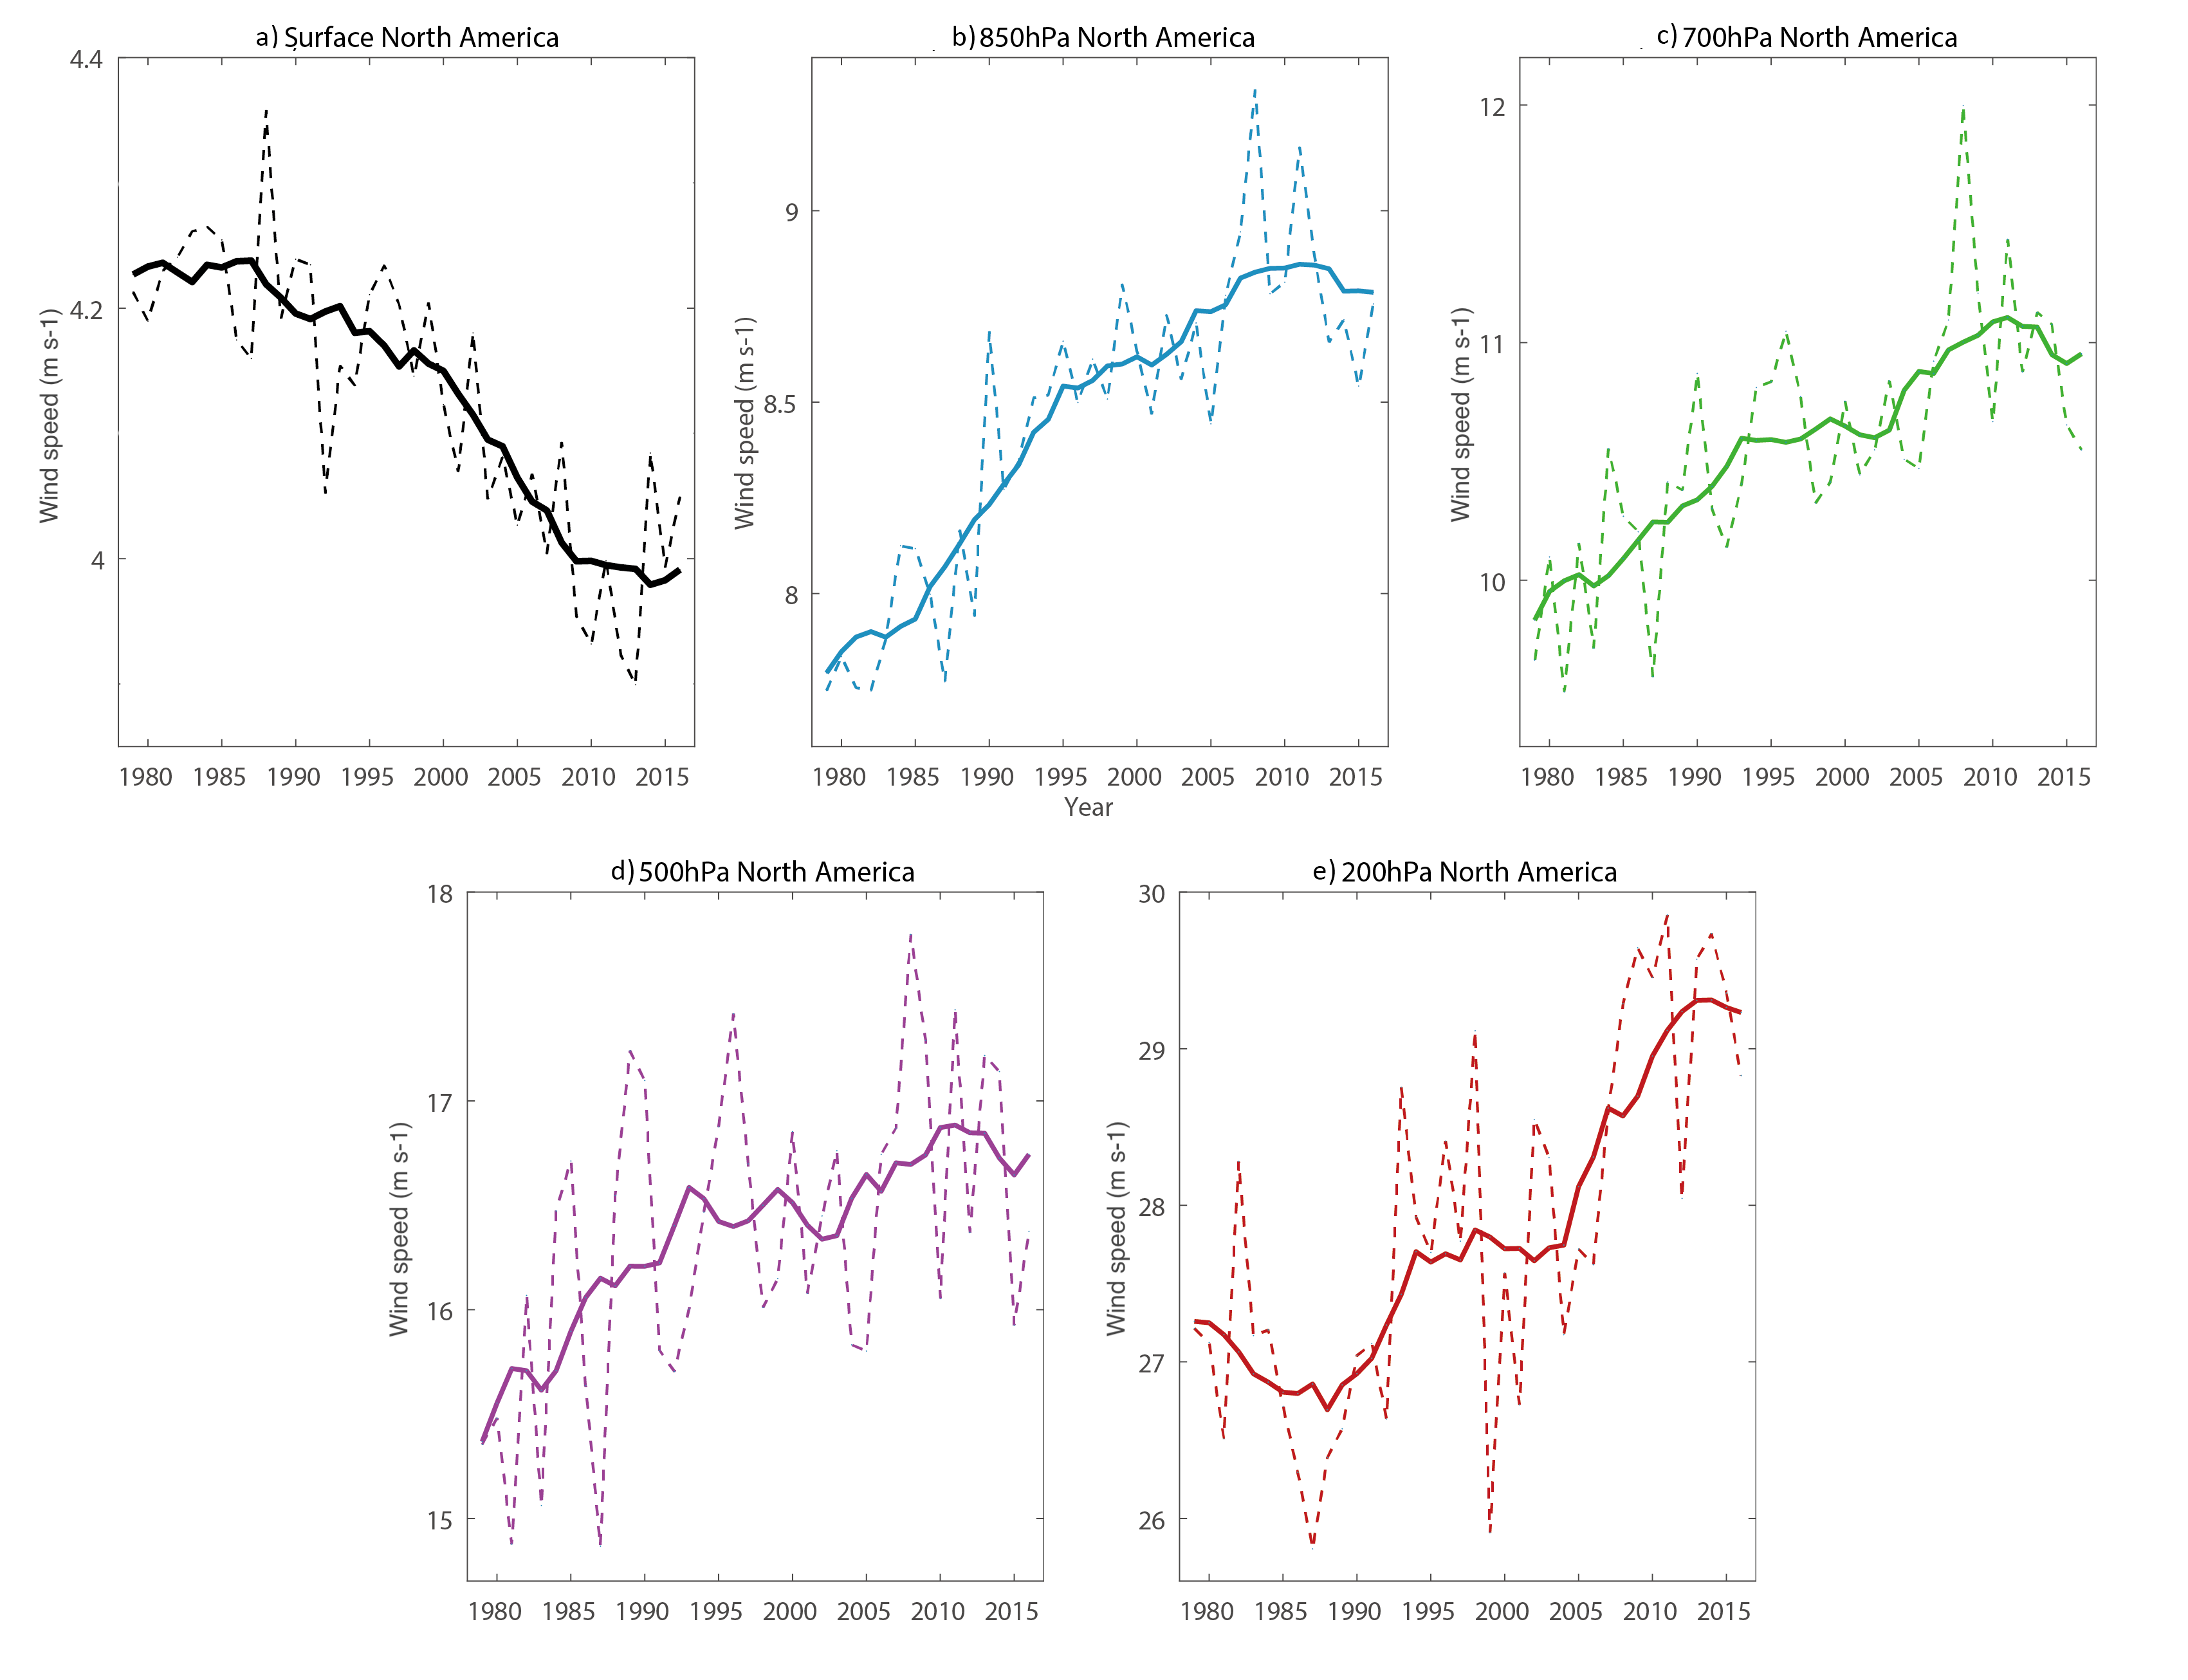 a) Surface North America
4.4
4.2
4
Wind speed (m s-1)
1980 1985 1990 1995 2000 2005 2010 2015
b) 850hPa North America
9
8.5
8
Wind speed (m s-1)
1980 1985 1990 1995 2000 2005 2010 2015
Year
c) 700hPa North America
12
11
10
Wind speed (m s-1)
1980 1985 1990 1995 2000 2005 2010 2015
d) 500hPa North America
18
17
16
15
Wind speed (m s-1)
1980 1985 1990 1995 2000 2005 2010 2015
e) 200hPa North America
30
29
28
27
26
Wind speed (m s-1)
1980 1985 1990 1995 2000 2005 2010 2015